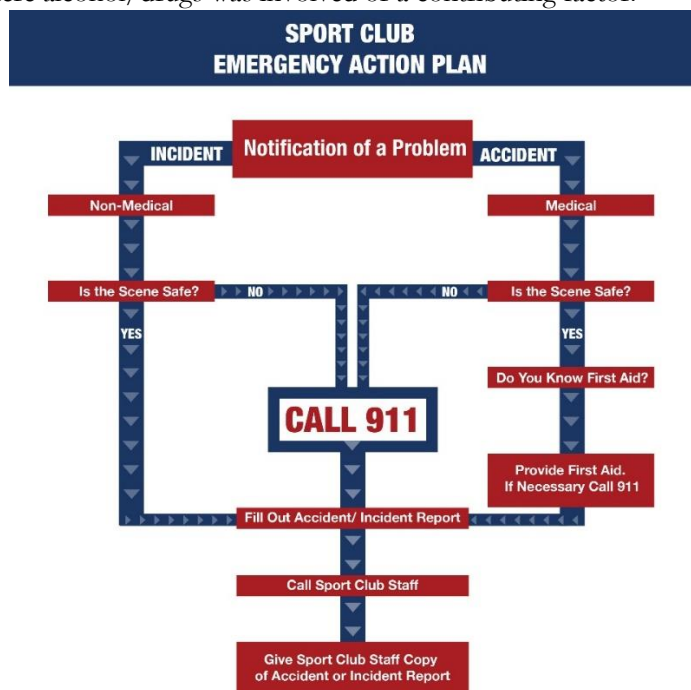 SPORT CLUB
EMERGENCY ACTION PLAN
INCIDENT
Notification of a Problem
ACCIDENT
Non-Medical
Medical
Is the Scene Safe?
NO
NO
Is the Scene Safe?
YES
YES
Do You Know First Aid?
CALL 911
Provide First Aid.
If Necessary Call 911
Fill Out Accident/ Incident Report
Call Sport Club Staff
Give Sport Club Staff Copy
of Accident or Incident Report